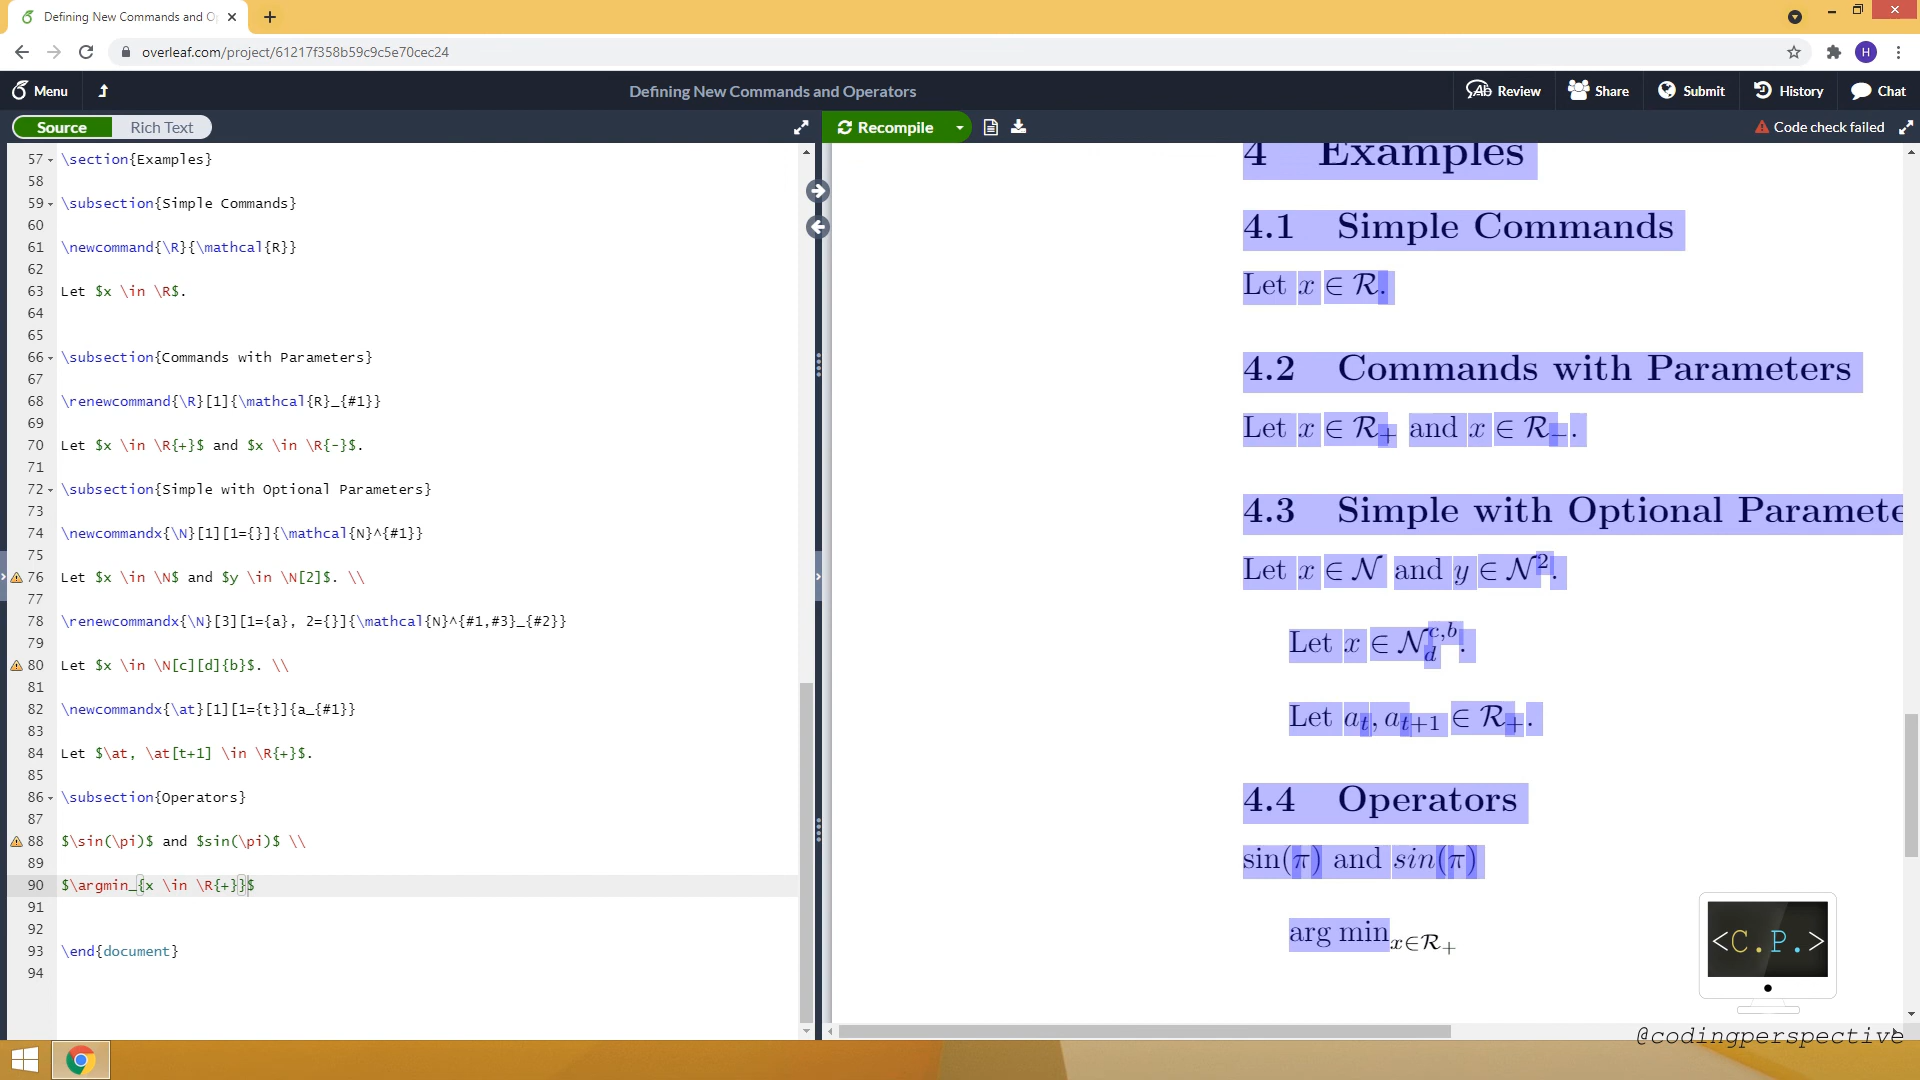 Defining New Commands and O
overleaf.com/project/61217f358b59c9c5e70cec24
H
Menu
Defining New Commands and Operators
Review
Share
Submit
History
Chat
Source
Rich Text
Recompile
Code check failed
57 \section{Examples}
58
59 \subsection{Simple Commands}
60
61 \newcommand{\R}{\mathcal{R}}
62
63 Let $x \in \R$.
64
65
66 \subsection{Commands with Parameters}
67
68 \renewcommand{\R}[1]{\mathcal{R}_{#1}}
69
70 Let $x \in \R{+}$ and $x \in \R{-}$.
71
72 \subsection{Simple with Optional Parameters}
73
74 \newcommandx{\N}[1][1={}]{\mathcal{N}^{#1}}
75
76 Let $x \in \N$ and $y \in \N[2]$. \\
77
78 \renewcommandx{\N}[3][1={a}, 2={}]{\mathcal{N}^{#1,#3}_{#2}}
79
80 Let $x \in \N[c][d]{b}$. \\
81
82 \newcommandx{\at}[1][1={t}]{a_{#1}}
83
84 Let $\at, \at[t+1] \in \R{+}$.
85
86 \subsection{Operators}
87
88 $\sin(\pi)$ and $sin(\pi)$ \\
89
90 $\argmin_{x \in \R{+}}$
91
92
93 \end{document}
94
4 Examples
4.1 Simple Commands
Let x ∈ ℛ.
4.2 Commands with Parameters
Let x ∈ ℛ₊ and x ∈ ℛ₋.
4.3 Simple with Optional Paramete
Let x ∈ 𝒩 and y ∈ 𝒩².
Let x ∈ 𝒩_d^{c,b}.
Let a_t, a_{t+1} ∈ ℛ₊.
4.4 Operators
sin(π) and sin(π)
arg min_{x∈ℛ₊}
<C.P.>
@codingperspective